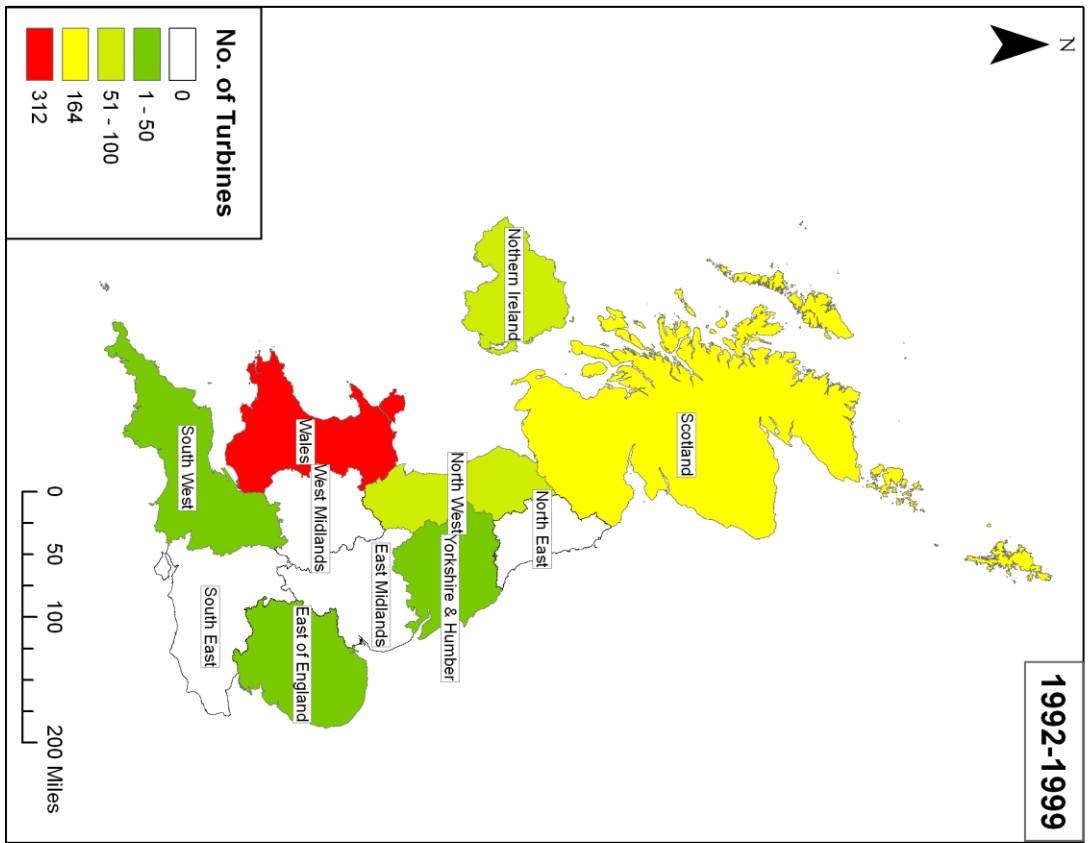 1992-1999
N
Scotland
Nothern Ireland
North East
North West
Yorkshire & Humber
East Midlands
West Midlands
Wales
East of England
South East
South West
No. of Turbines
0
1 - 50
51 - 100
164
312
0 50 100 200 Miles